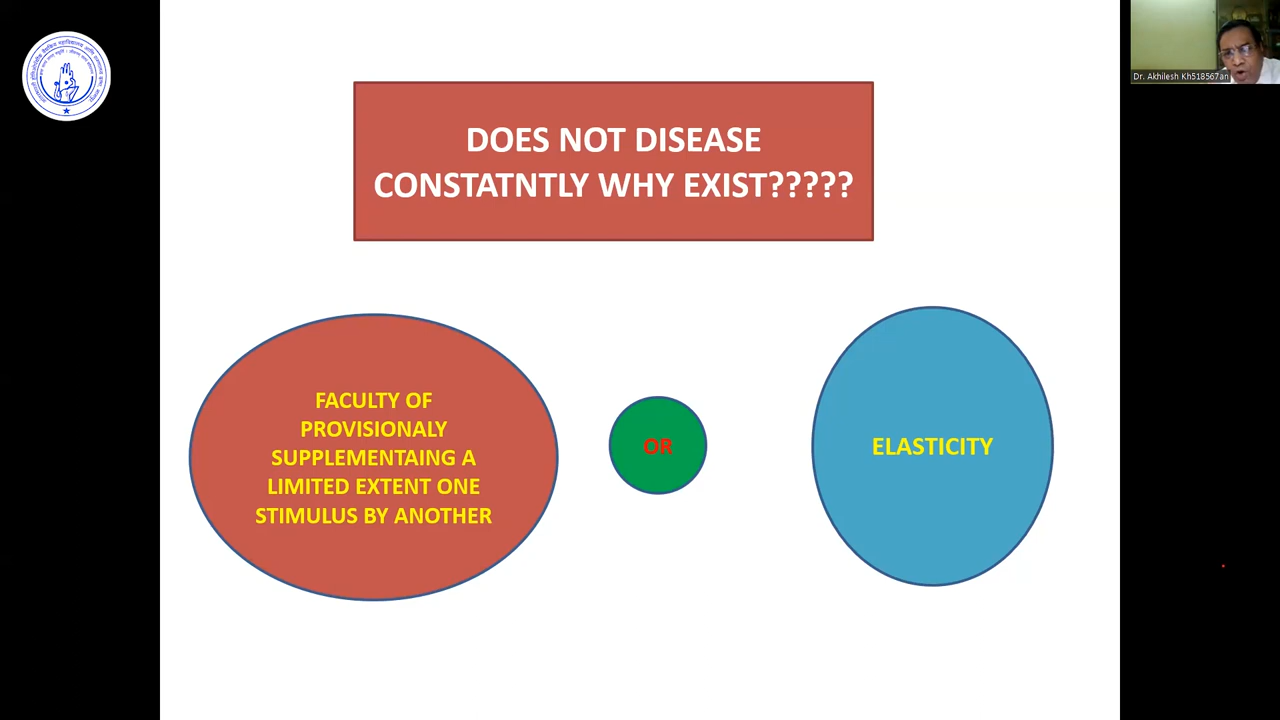 Dr. Akhilesh Kh518567an
DOES NOT DISEASE
CONSTATNTLY WHY EXIST?????
FACULTY OF
PROVISIONALY
SUPPLEMENTAING A
LIMITED EXTENT ONE
STIMULUS BY ANOTHER
OR
ELASTICITY